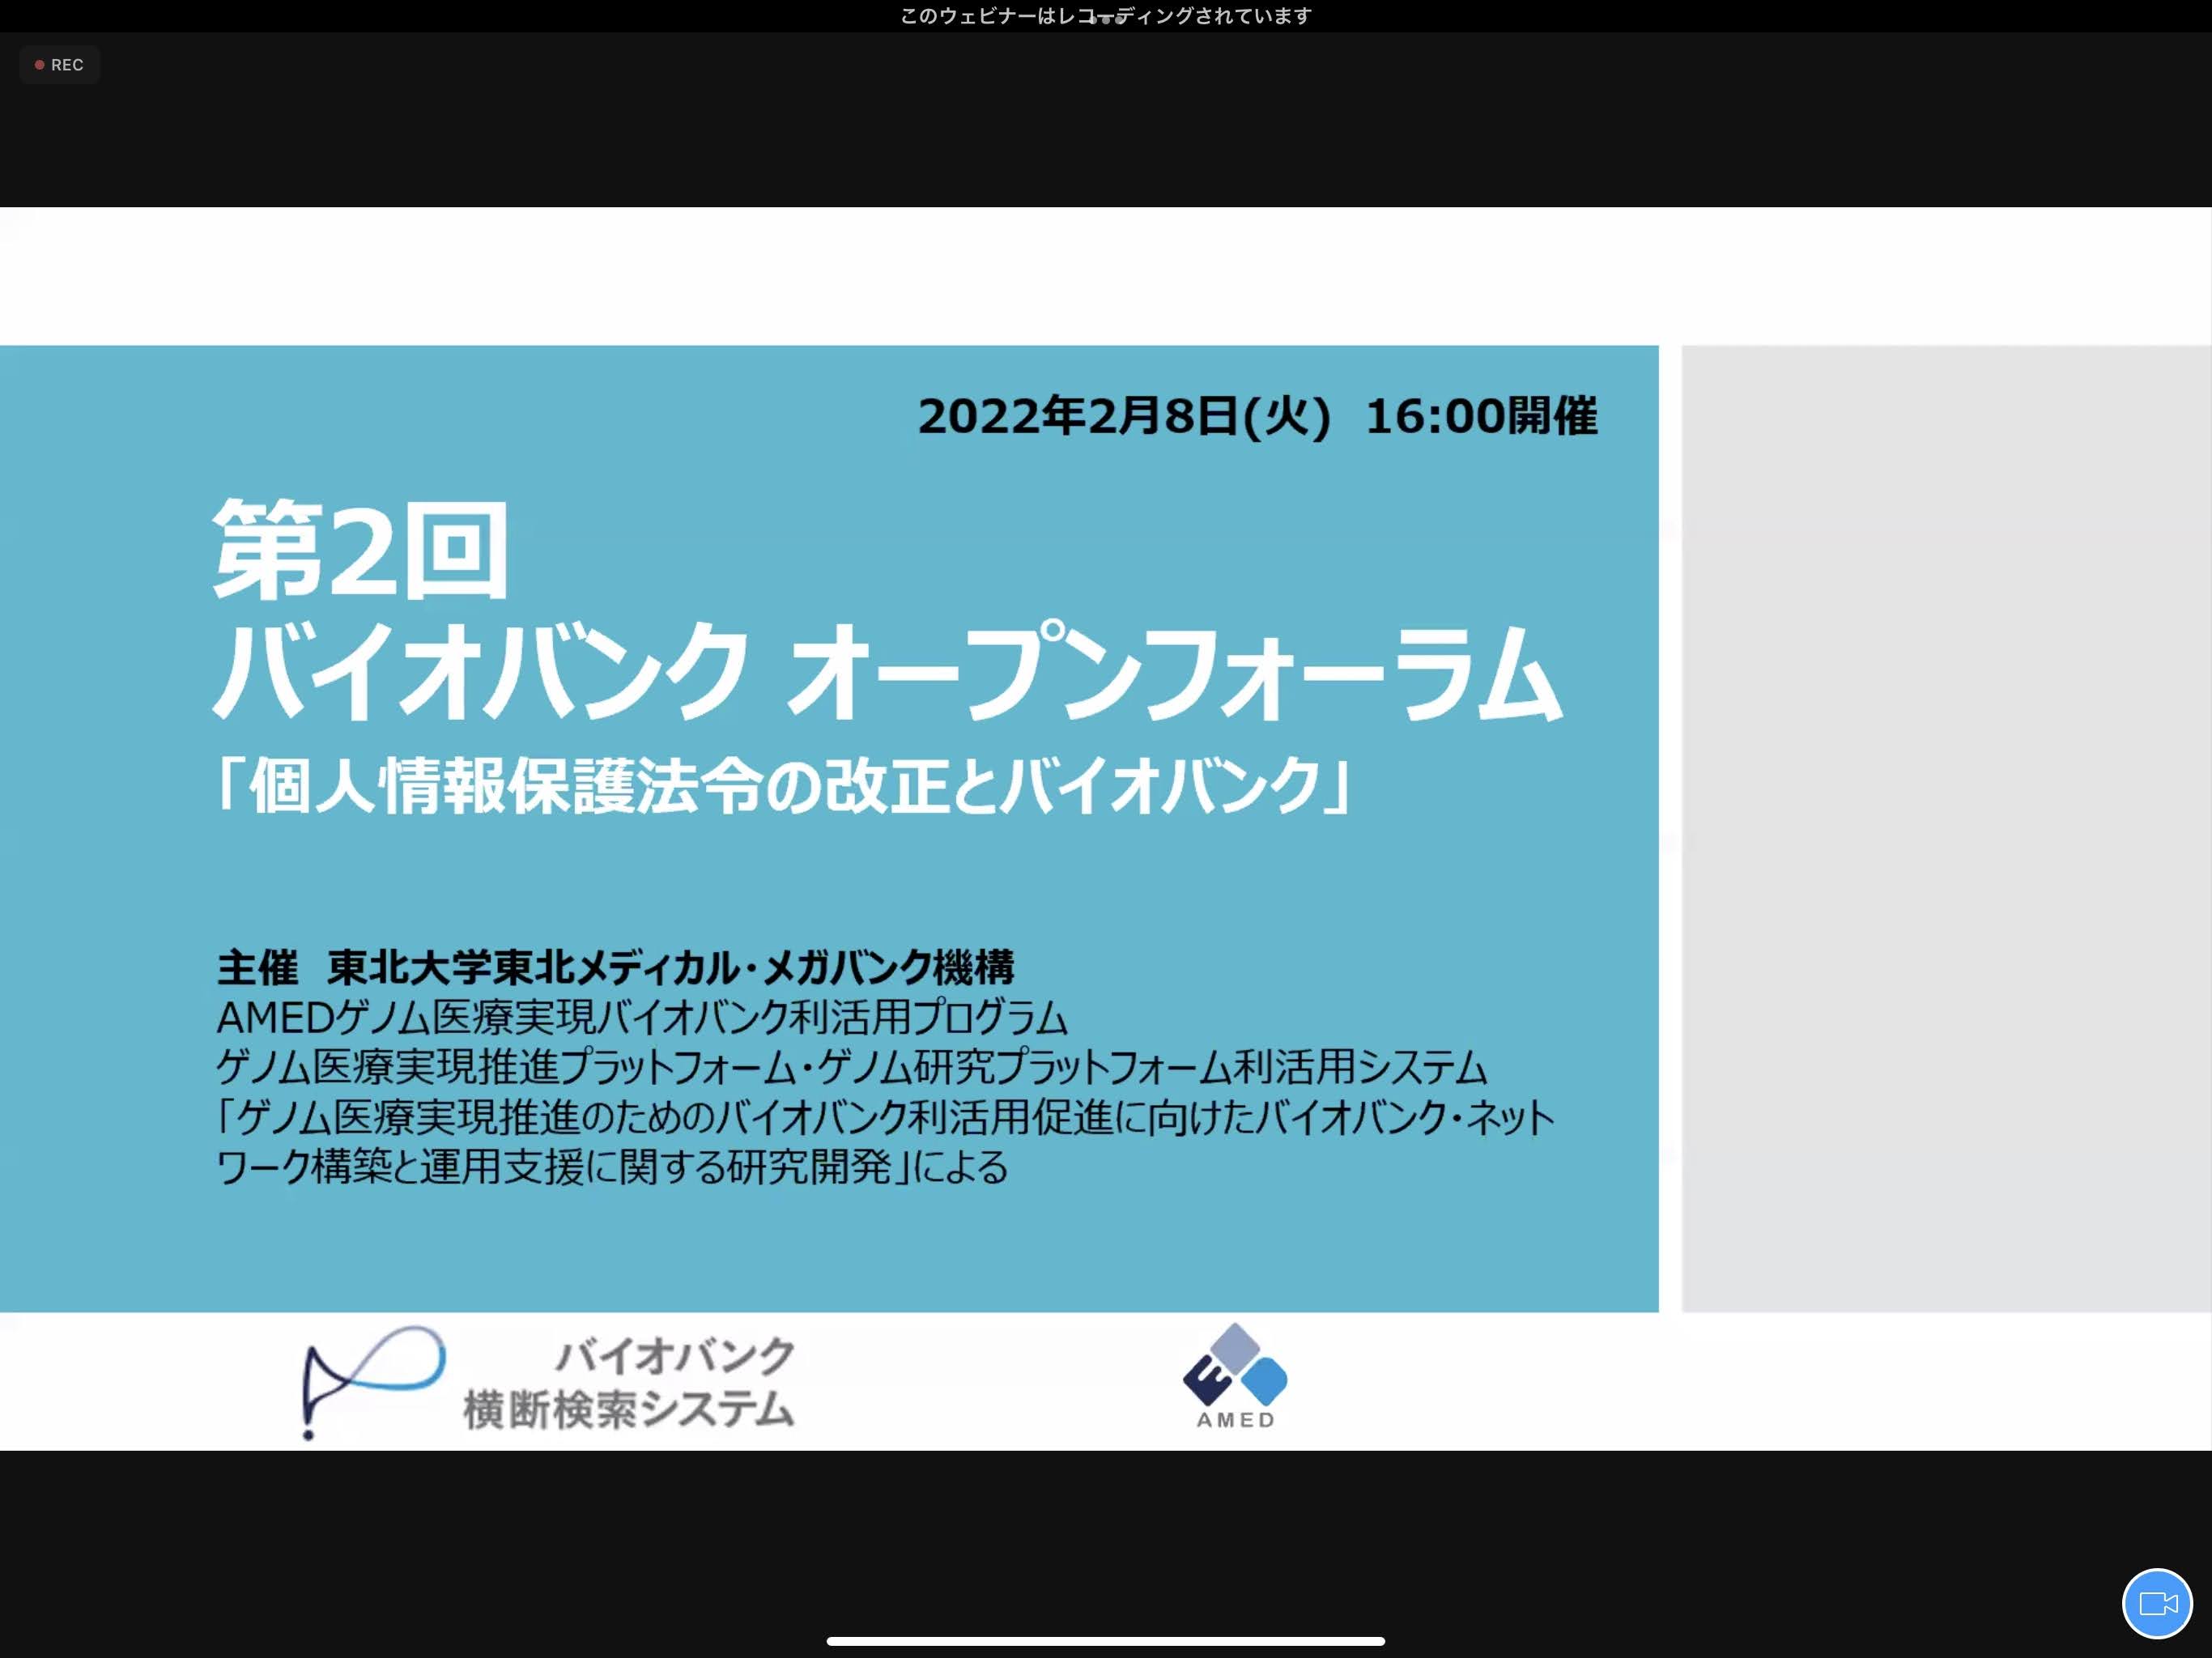 このウェビナーはレコーディングされています
REC
2022年2月8日(火) 16:00開催
第2回
バイオバンク オープンフォーラム
「個人情報保護法令の改正とバイオバンク」
主催 東北大学東北メディカル・メガバンク機構
AMEDゲノム医療実現バイオバンク利活用プログラム
ゲノム医療実現推進プラットフォーム・ゲノム研究プラットフォーム利活用システム
「ゲノム医療実現推進のためのバイオバンク利活用促進に向けたバイオバンク・ネット
ワーク構築と運用支援に関する研究開発」による
バイオバンク
横断検索システム
AMED